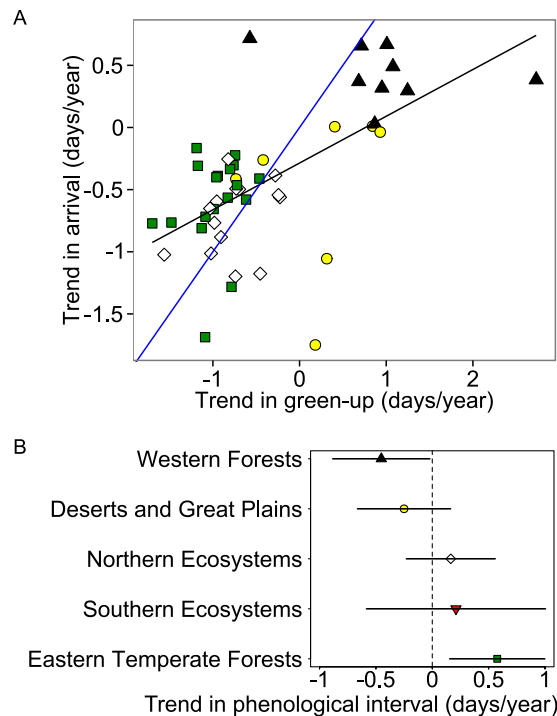 A
Trend in arrival (days/year)
0.5
0
-0.5
-1
-1.5
-1 0 1 2
Trend in green-up (days/year)
B
Western Forests
Deserts and Great Plains
Northern Ecosystems
Southern Ecosystems
Eastern Temperate Forests
-1 -0.5 0 0.5 1
Trend in phenological interval (days/year)